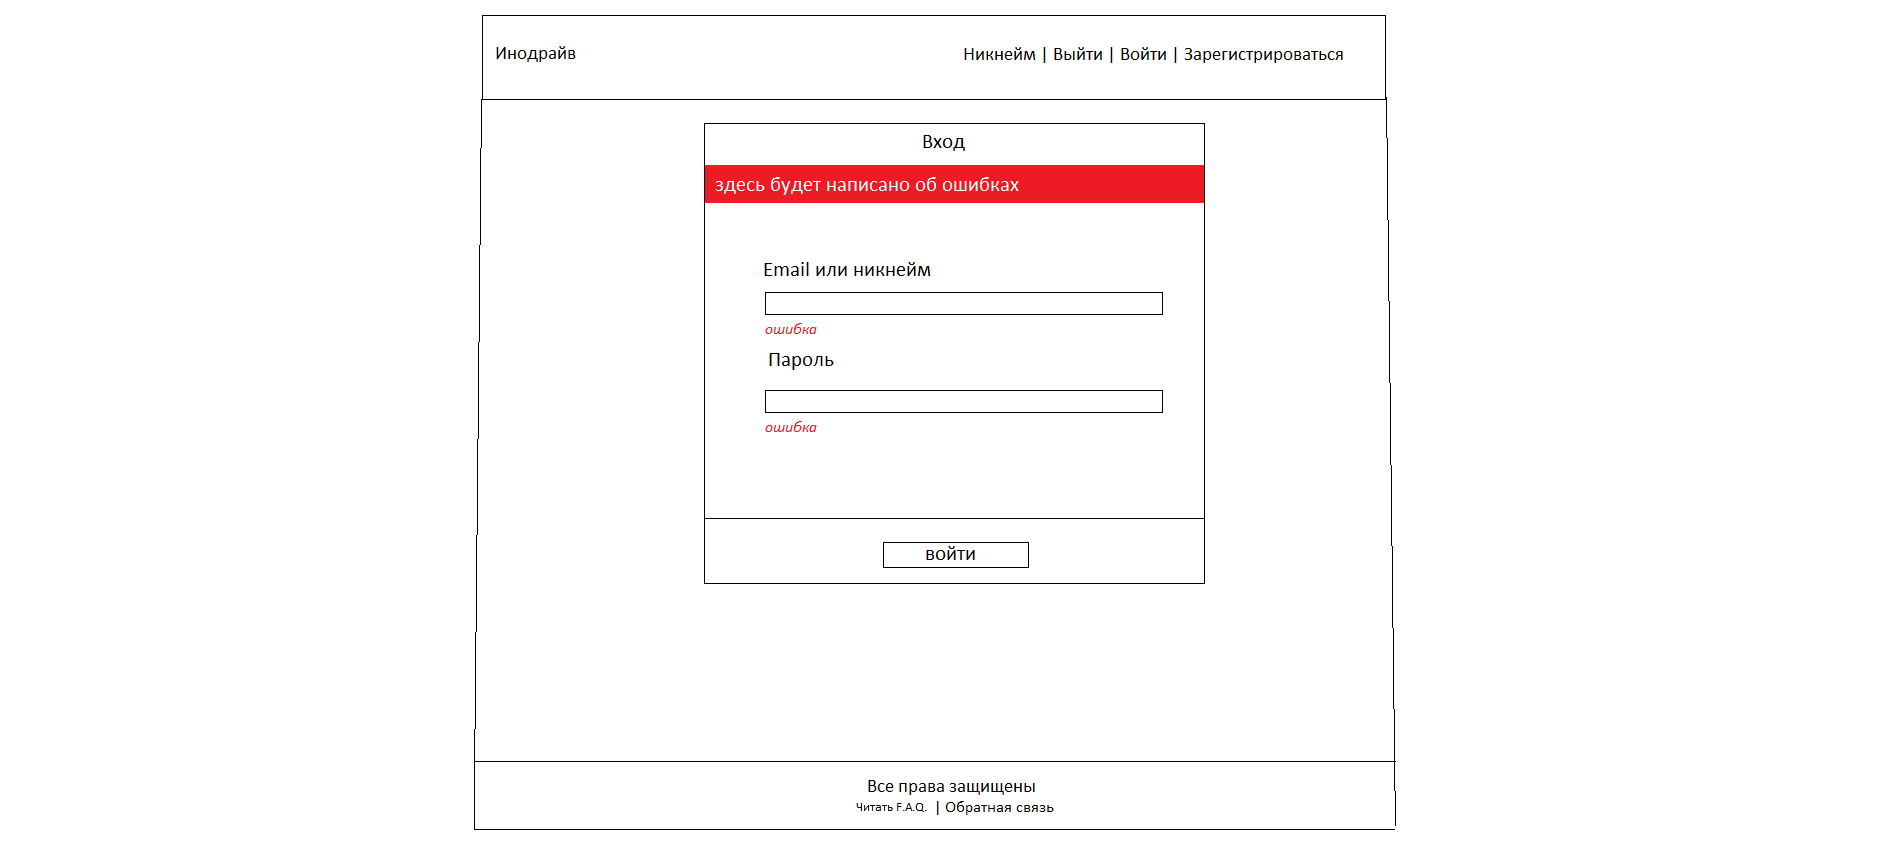 Инодрайв
Никнейм | Выйти | Войти | Зарегистрироваться
Вход
здесь будет написано об ошибках
Email или никнейм
ошибка
Пароль
ошибка
войти
Все права защищены
Читать F.A.Q. | Обратная связь